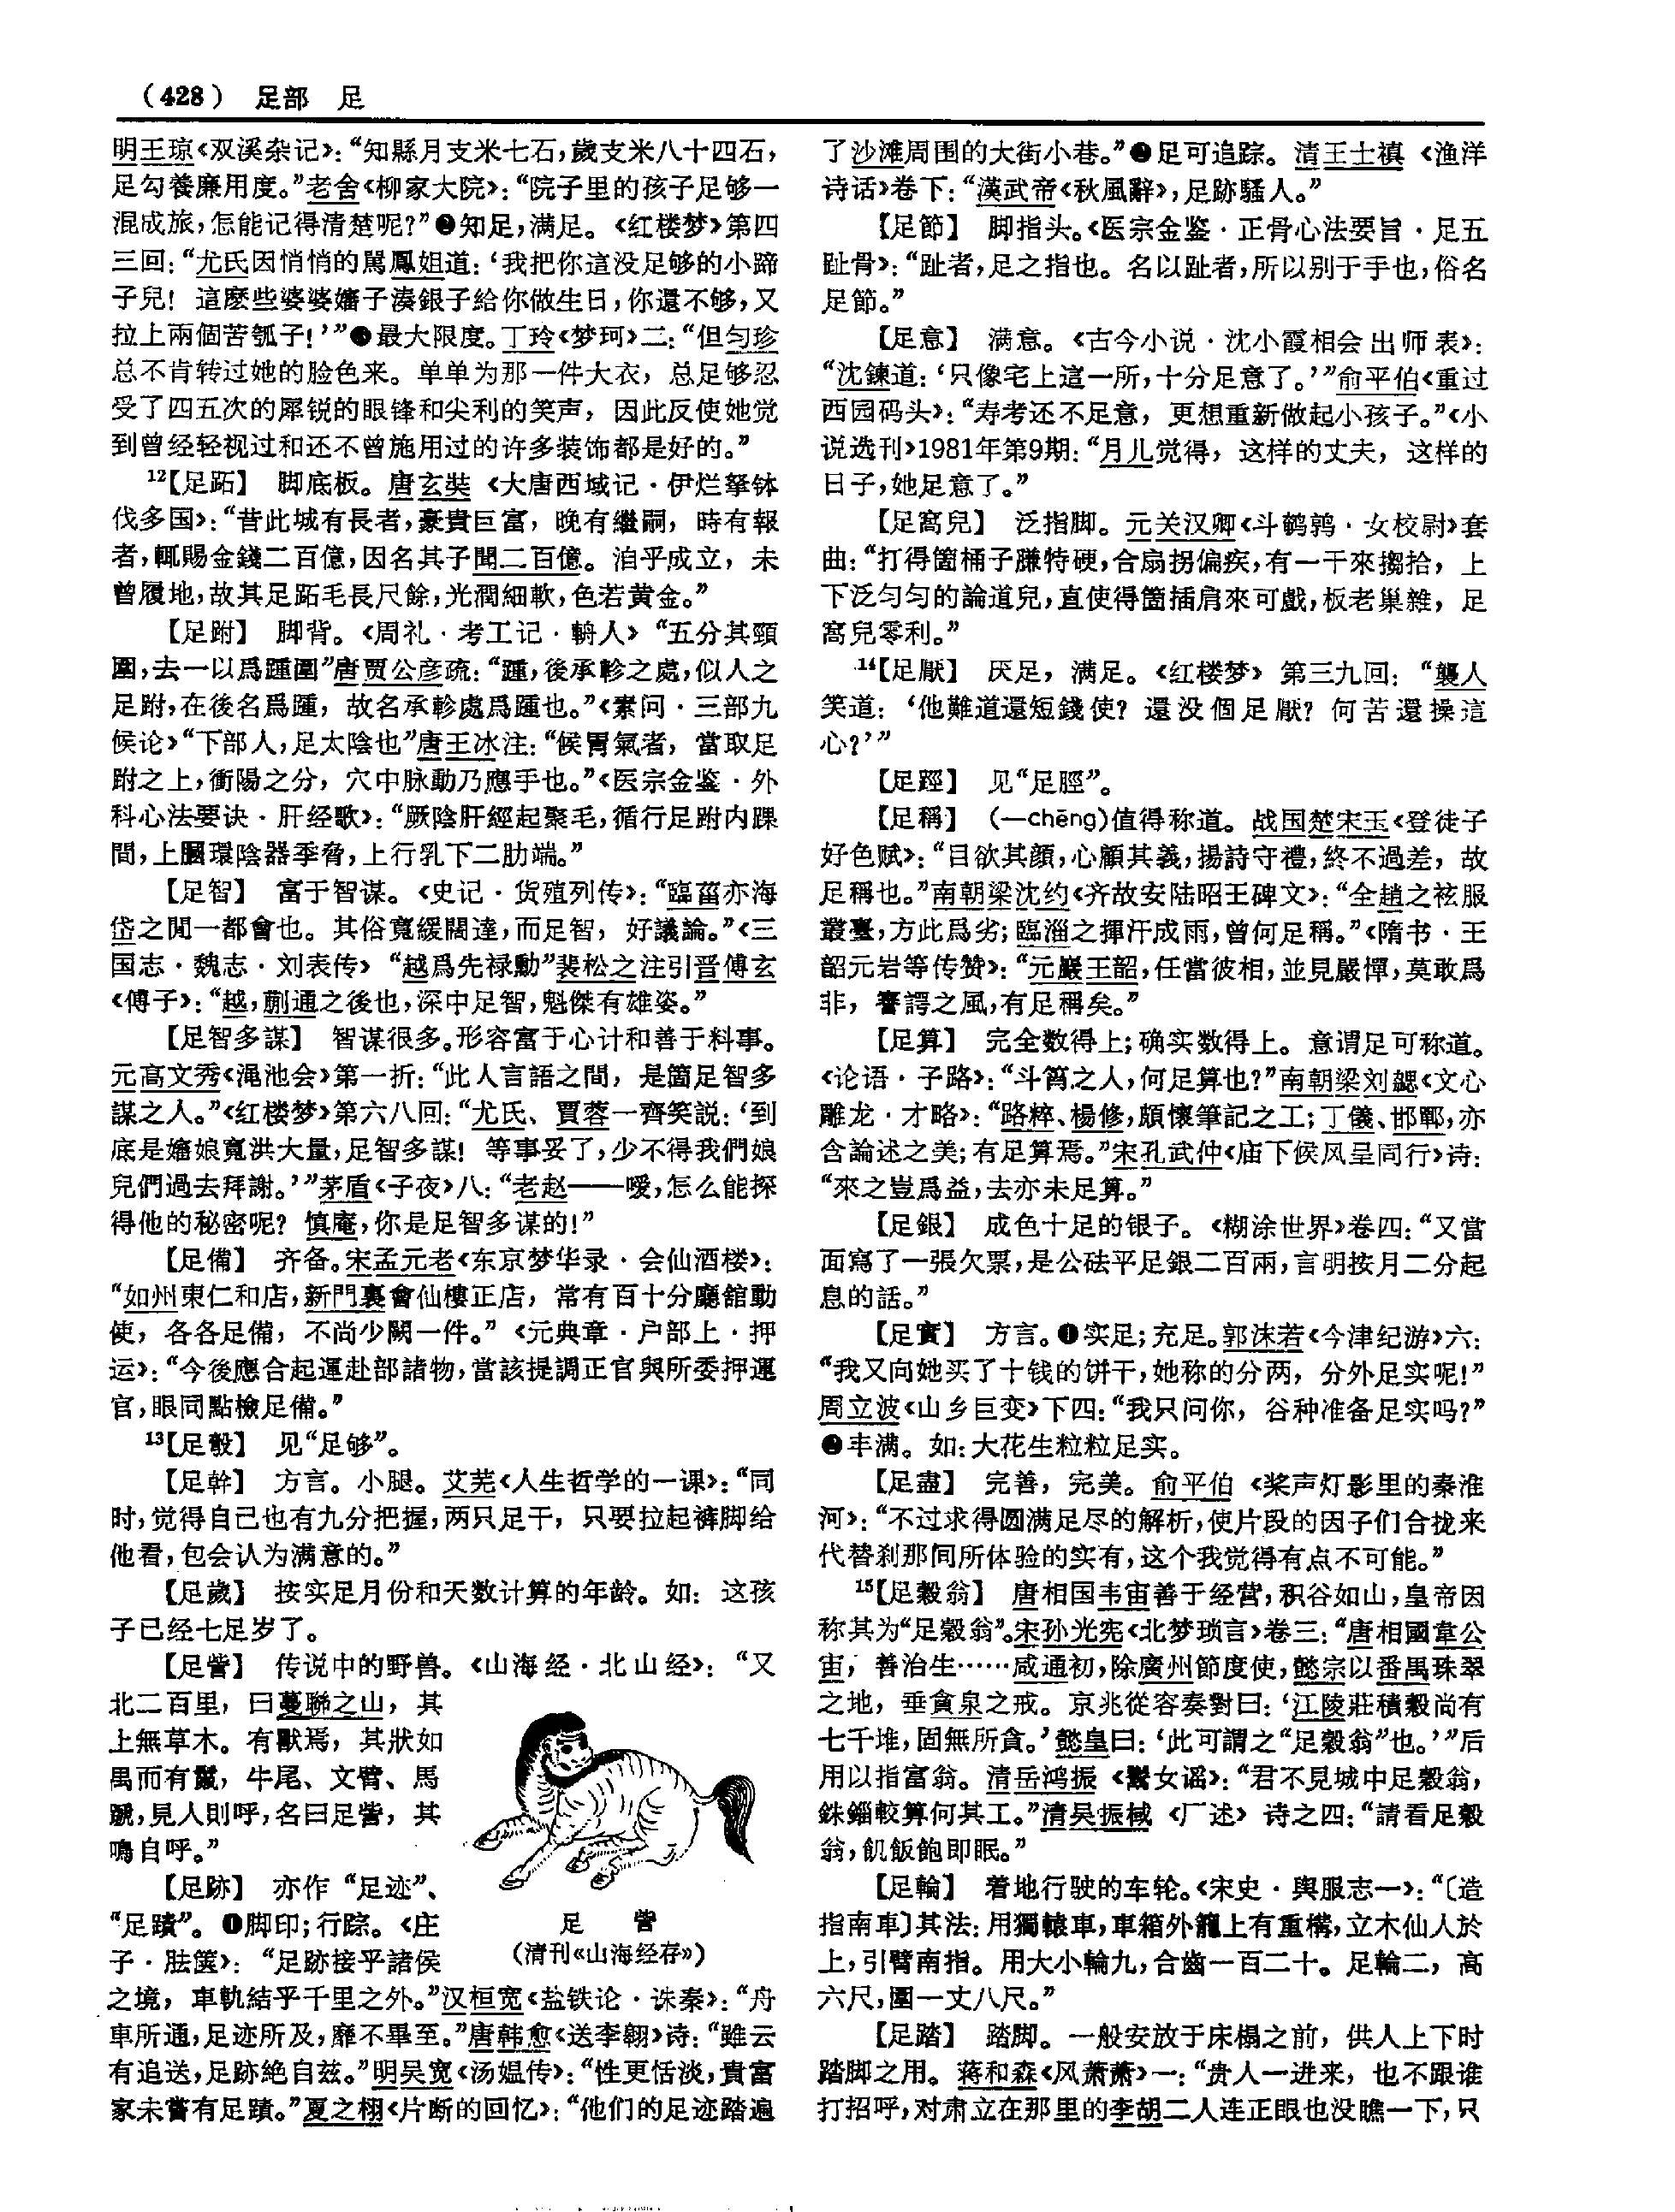 （428） 足部 足
明王琼《双溪杂记》：“知縣月支米七石，歲支米八十四石，
足勾養廉用度。”老舍《柳家大院》：“院子里的孩子足够一
混成旅，怎能记得清楚呢？”❷知足，满足。《红楼梦》第四
三回：“尤氏因悄悄的駡鳳姐道：‘我把你這没足够的小蹄
子兒！這麽些婆婆嬸子湊銀子給你做生日，你還不够，又
拉上兩個苦瓠子！’”❸最大限度。丁玲《梦珂》二：“但匀珍
总不肯转过她的脸色来。单单为那一件大衣，总足够忍
受了四五次的犀锐的眼锋和尖利的笑声，因此反使她觉
到曾经轻视过和还不曾施用过的许多装饰都是好的。”
12【足跖】 脚底板。唐玄奘《大唐西域记·伊烂拏钵
伐多国》：“昔此城有長者，豪貴巨富，晚有繼嗣，時有報
者，輒賜金錢二百億，因名其子聞二百億。洎乎成立，未
曾履地，故其足跖毛長尺餘，光潤細軟，色若黄金。”
【足跗】 脚背。《周礼·考工记·輈人》“五分其頸
圍，去一以爲踵圍”唐贾公彦疏：“踵，後承軫之處，似人之
足跗，在後名爲踵，故名承軫處爲踵也。”《素问·三部九
候论》“下部人，足太陰也”唐王冰注：“候胃氣者，當取足
跗之上，衝陽之分，穴中脉動乃應手也。”《医宗金鉴·外
科心法要诀·肝经歌》：“厥陰肝經起聚毛，循行足跗内踝
間，上膕環陰器季脅，上行乳下二肋端。”
【足智】 富于智谋。《史记·货殖列传》：“臨菑亦海
岱之閒一都會也。其俗寬緩闊達，而足智，好議論。”《三
国志·魏志·刘表传》“越爲先禄勳”裴松之注引晋傅玄
《傅子》：“越，蒯通之後也，深中足智，魁傑有雄姿。”
【足智多謀】 智谋很多。形容富于心计和善于料事。
元高文秀《渑池会》第一折：“此人言語之間，是箇足智多
謀之人。”《红楼梦》第六八回：“尤氏、賈蓉一齊笑説：‘到
底是嬸娘寬洪大量，足智多謀！等事妥了，少不得我們娘
兒們過去拜謝。’”茅盾《子夜》八：“老赵——嗳，怎么能探
得他的秘密呢？慎庵，你是足智多谋的！”
【足備】 齐备。宋孟元老《东京梦华录·会仙酒楼》：
“如州東仁和店，新門裏會仙樓正店，常有百十分廳館動
使，各各足備，不尚少闕一件。”《元典章·户部上·押
运》：“今後應合起運赴部諸物，當該提調正官與所委押運
官，眼同點檢足備。”
13【足彀】 见“足够”。
【足幹】 方言。小腿。艾芜《人生哲学的一课》：“同
时，觉得自己也有九分把握，两只足干，只要拉起裤脚给
他看，包会认为满意的。”
【足歲】 按实足月份和天数计算的年龄。如：这孩
子已经七足岁了。
【足訾】 传说中的野兽。《山海经·北山经》：“又
北二百里，曰蔓聯之山，其
上無草木。有獸焉，其狀如
禺而有鬣，牛尾、文臂、馬
蹏，見人則呼，名曰足訾，其
鳴自呼。”
足 訾
（清刊《山海经存》）
【足跡】 亦作“足迹”、
“足蹟”。❶脚印；行踪。《庄
子·胠箧》：“足跡接乎諸侯
之境，車軌結乎千里之外。”汉桓宽《盐铁论·诛秦》：“舟
車所通，足迹所及，靡不畢至。”唐韩愈《送李翱》诗：“雖云
有追送，足跡絶自兹。”明吴宽《汤媪传》：“性更恬淡，貴富
家未嘗有足蹟。”夏之栩《片断的回忆》：“他们的足迹踏遍
了沙滩周围的大街小巷。”❷足可追踪。清王士禛《渔洋
诗话》卷下：“漢武帝《秋風辭》，足跡騷人。”
【足節】 脚指头。《医宗金鉴·正骨心法要旨·足五
趾骨》：“趾者，足之指也。名以趾者，所以别于手也，俗名
足節。”
【足意】 满意。《古今小说·沈小霞相会出师表》：
“沈鍊道：‘只像宅上這一所，十分足意了。’”俞平伯《重过
西园码头》：“寿考还不足意，更想重新做起小孩子。”《小
说选刊》1981年第9期：“月儿觉得，这样的丈夫，这样的
日子，她足意了。”
【足窩兒】 泛指脚。元关汉卿《斗鹌鹑·女校尉》套
曲：“打得箇桶子臁特硬，合扇拐偏疾，有一千來搊拾，上
下泛匀匀的論道兒，直使得箇插肩來可戲，板老巢雜，足
窩兒零利。”
14【足厭】 厌足，满足。《红楼梦》第三九回：“襲人
笑道：‘他難道還短錢使？還没個足厭？何苦還操這
心？’”
【足踁】 见“足脛”。
【足稱】 （—chēng）值得称道。战国楚宋玉《登徒子
好色赋》：“目欲其顔，心顧其義，揚詩守禮，終不過差，故
足稱也。”南朝梁沈约《齐故安陆昭王碑文》：“全趙之袨服
叢臺，方此爲劣；臨淄之揮汗成雨，曾何足稱。”《隋书·王
韶元岩等传赞》：“元巖王韶，任當彼相，並見嚴憚，莫敢爲
非，謇諤之風，有足稱矣。”
【足算】 完全数得上；确实数得上。意谓足可称道。
《论语·子路》：“斗筲之人，何足算也？”南朝梁刘勰《文心
雕龙·才略》：“路粹、楊修，頗懷筆記之工；丁儀、邯鄲，亦
含論述之美；有足算焉。”宋孔武仲《庙下候风呈同行》诗：
“來之豈爲益，去亦未足算。”
【足銀】 成色十足的银子。《糊涂世界》卷四：“又當
面寫了一張欠票，是公砝平足銀二百兩，言明按月二分起
息的話。”
【足實】 方言。❶实足；充足。郭沫若《今津纪游》六：
“我又向她买了十钱的饼干，她称的分两，分外足实呢！”
周立波《山乡巨变》下四：“我只问你，谷种准备足实吗？”
❷丰满。如：大花生粒粒足实。
【足盡】 完善，完美。俞平伯《桨声灯影里的秦淮
河》：“不过求得圆满足尽的解析，使片段的因子们合拢来
代替刹那间所体验的实有，这个我觉得有点不可能。”
15【足穀翁】 唐相国韦宙善于经营，积谷如山，皇帝因
称其为“足穀翁”。宋孙光宪《北梦琐言》卷三：“唐相國韋公
宙，善治生……咸通初，除廣州節度使，懿宗以番禺珠翠
之地，垂貪泉之戒。京兆從容奏對曰：‘江陵莊積穀尚有
七千堆，固無所貪。’懿皇曰：‘此可謂之“足穀翁”也。’”后
用以指富翁。清岳鸿振《鬻女谣》：“君不見城中足穀翁，
銖錙較算何其工。”清吴振棫《厂述》诗之四：“請看足穀
翁，飢飯飽即眠。”
【足輪】 着地行驶的车轮。《宋史·舆服志一》：“〔造
指南車〕其法：用獨轅車，車箱外籠上有重構，立木仙人於
上，引臂南指。用大小輪九，合齒一百二十。足輪二，高
六尺，圍一丈八尺。”
【足踏】 踏脚。一般安放于床榻之前，供人上下时
踏脚之用。蒋和森《风萧萧》一：“贵人一进来，也不跟谁
打招呼，对肃立在那里的李胡二人连正眼也没瞧一下，只